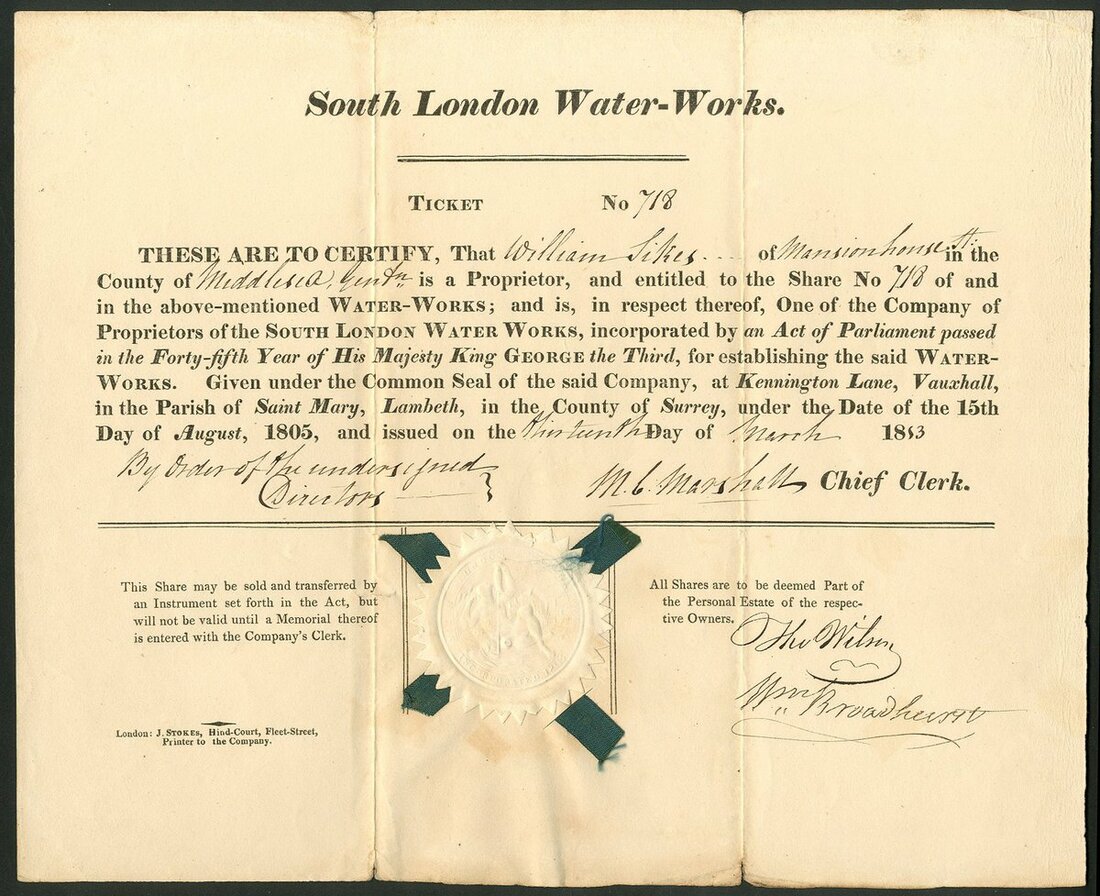 South London Water-Works.
TICKET No 718
THESE ARE TO CERTIFY, That William Sikes of Mansionhouse St. in the
County of Middlesex, Gentn. is a Proprietor, and entitled to the Share No 718 of and
in the above-mentioned WATER-WORKS; and is, in respect thereof, One of the Company of
Proprietors of the SOUTH LONDON WATER WORKS, incorporated by an Act of Parliament passed
in the Forty-fifth Year of His Majesty King GEORGE the Third, for establishing the said WATER-
WORKS. Given under the Common Seal of the said Company, at Kennington Lane, Vauxhall,
in the Parish of Saint Mary, Lambeth, in the County of Surrey, under the Date of the 15th
Day of August, 1805, and issued on the thirteenth Day of March 18
By Order of the undersigned
Directors
M. C. Marshall Chief Clerk.
This Share may be sold and transferred by
an Instrument set forth in the Act, but
will not be valid until a Memorial thereof
is entered with the Company's Clerk.
All Shares are to be deemed Part of
the Personal Estate of the respec-
tive Owners.
Tho Wilson
Wm. Broadhurst
London: J. STOKES, Hind-Court, Fleet-Street,
Printer to the Company.